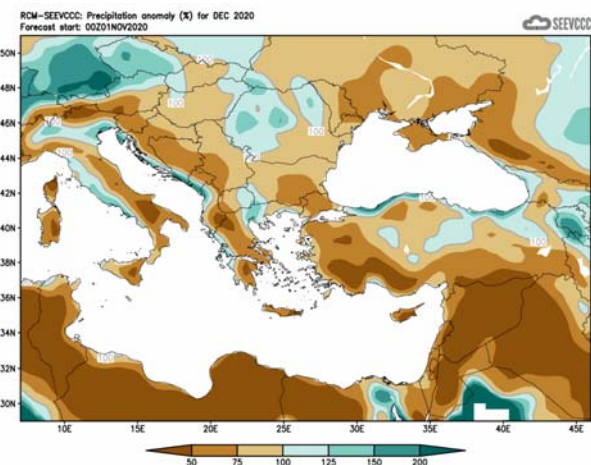 RCM-SEEVCCC: Precipitation anomaly (%) for DEC 2020
Forecast start: 00Z01NOV2020
SEEVCCC
50N
48N
46N
44N
42N
40N
38N
36N
34N
32N
30N
100
100
100
100
100
100
10E 15E 20E 25E 30E 35E 40E 45E
50 75 100 125 150 200